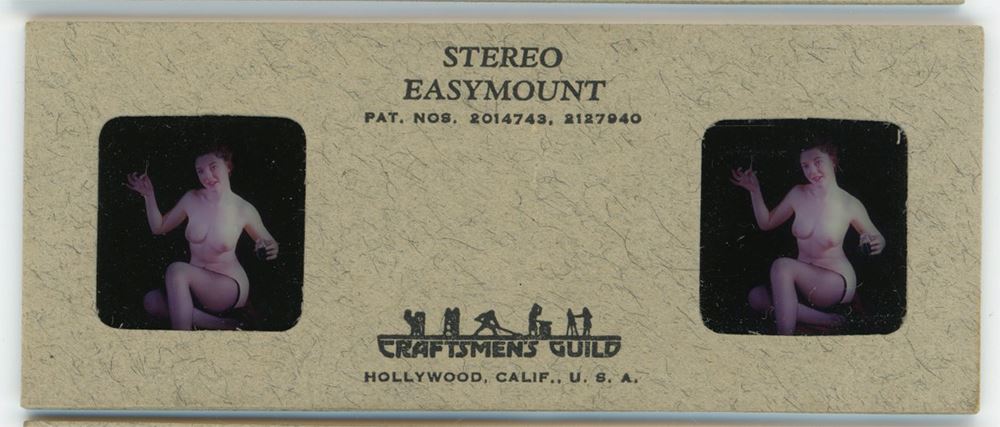 STEREO
EASYMOUNT
PAT. NOS. 2014743, 2127940
CRAFTSMEN'S GUILD
HOLLYWOOD, CALIF., U. S. A.